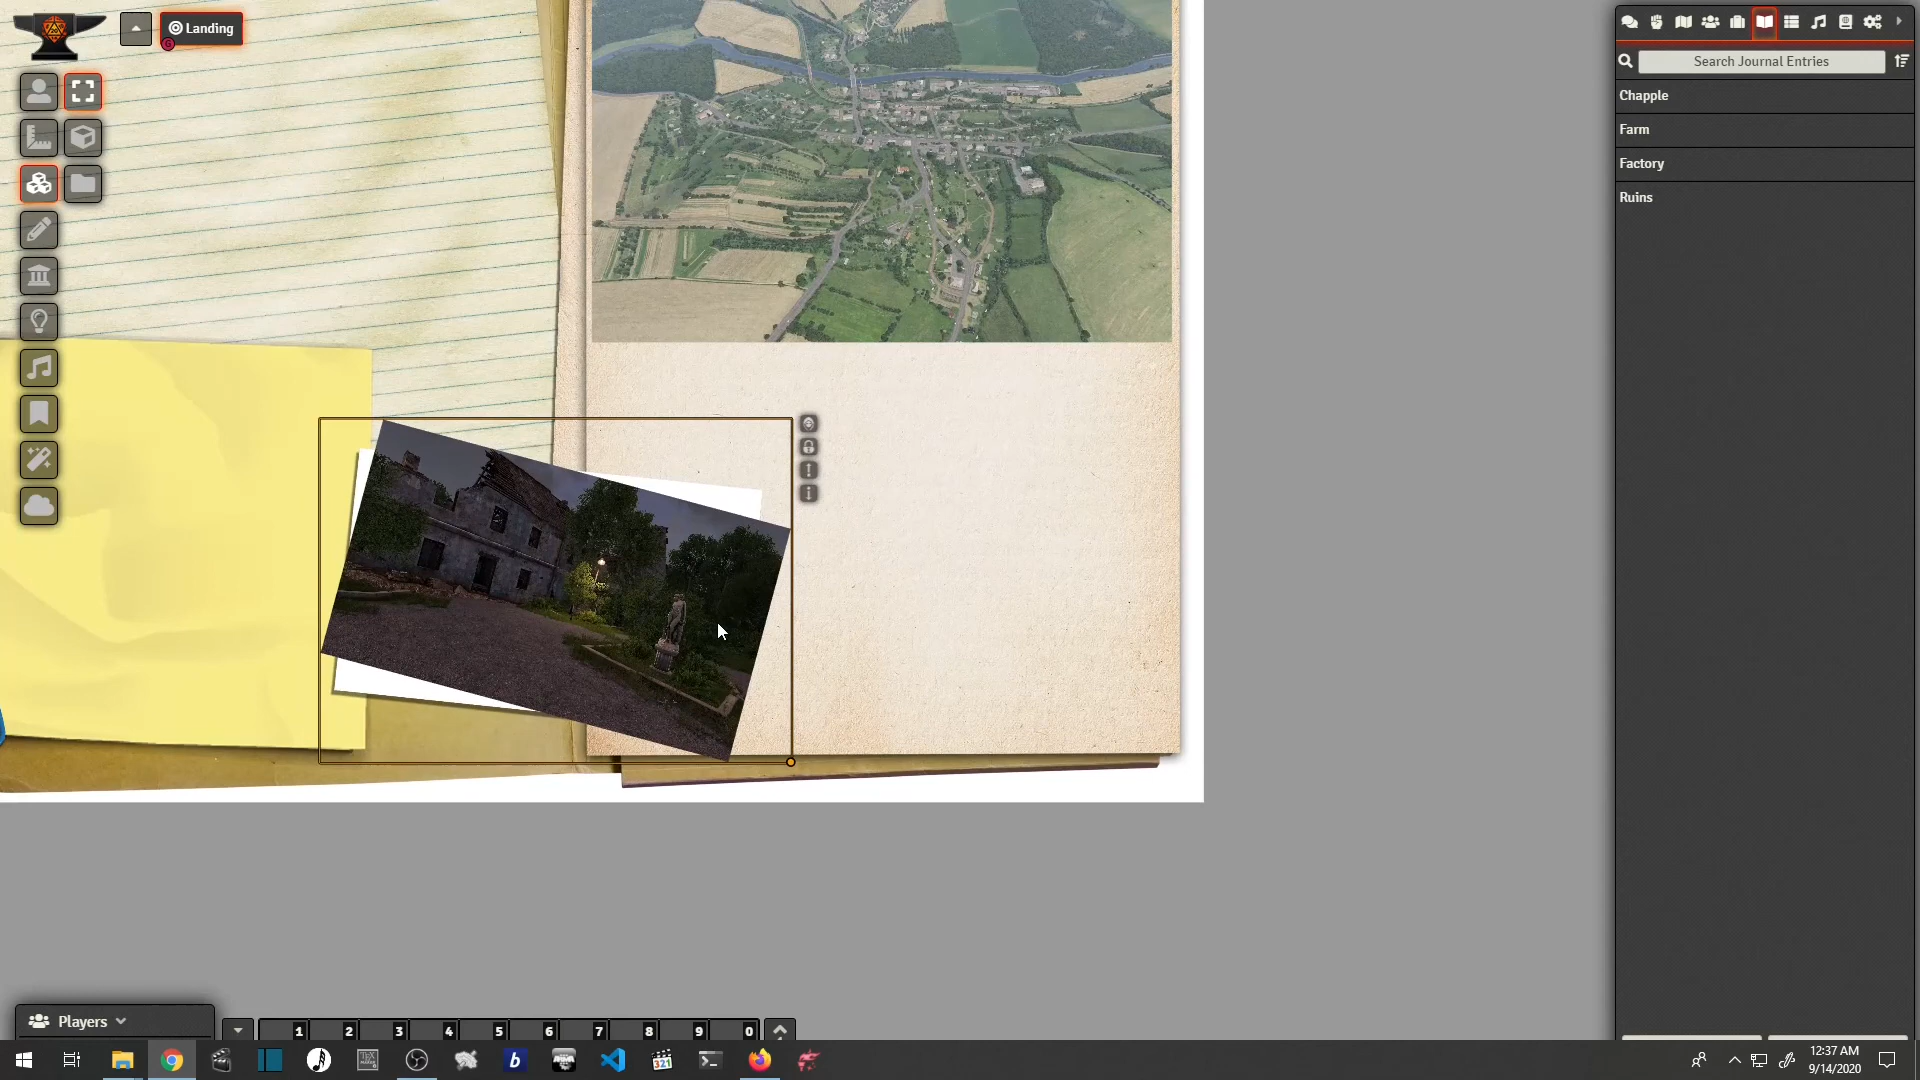 Landing
G
Search Journal Entries
Chapple
Farm
Factory
Ruins
Players
1 2 3 4 5 6 7 8 9 0
b
321
12:37 AM
9/14/2020